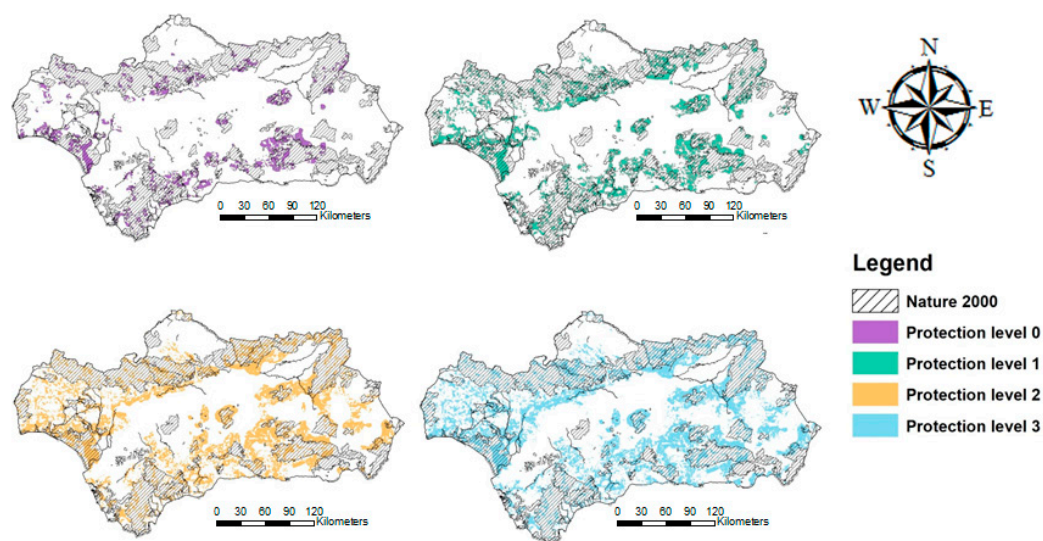 N
W E
S
0 30 60 90 120
Kilometers
0 30 60 90 120
Kilometers
Legend
Nature 2000
Protection level 0
Protection level 1
Protection level 2
Protection level 3
0 30 60 90 120
Kilometers
0 30 60 90 120
Kilometers